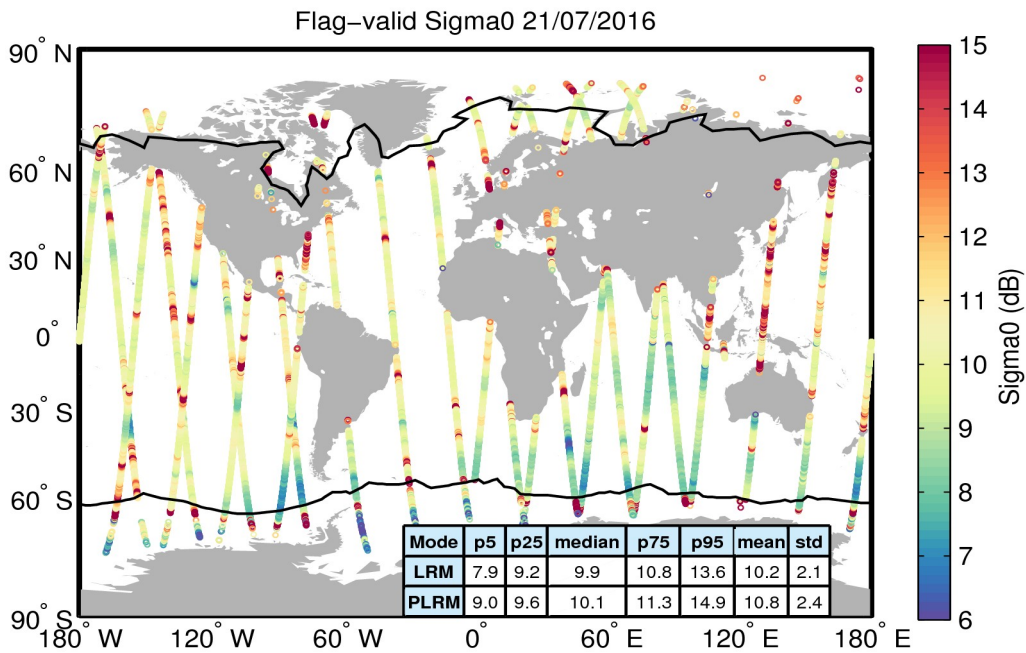 Flag−valid Sigma0 21/07/2016
90° N
60° N
30° N
0°
30° S
60° S
90° S
180° W
120° W
60° W
0°
60° E
120° E
180° E
15
14
13
12
11
10
9
8
7
6
Sigma0 (dB)
Mode p5 p25 median p75 p95 mean std
LRM 7.9 9.2 9.9 10.8 13.6 10.2 2.1
PLRM 9.0 9.6 10.1 11.3 14.9 10.8 2.4